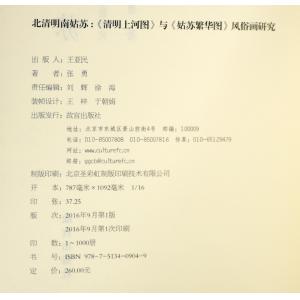 北清明南姑苏：《清明上河图》与《姑苏繁华图》风俗画研究
出 版 人 / 王亚民
著    者 / 张 勇
责任编辑 / 刘 辉 徐 海
装帧设计 / 王 梓 于朝娟
出版发行 / 故宫出版社
地址：北京市东城区景山前街4号 邮编：100009
电话：010-85007808 010-85007816 传真：010-65129479
网址：www.culturefc.cn
邮箱：ggcb@culturefc.cn
制版印刷 / 北京圣彩虹制版印刷技术有限公司
开    本 / 787毫米×1092毫米 1/16
印    张 / 37.25
版    次 / 2016年9月第1版
2016年9月第1次印刷
印    数 / 1～1000册
书    号 / ISBN 978-7-5134-0904-9
定    价 / 260.00元